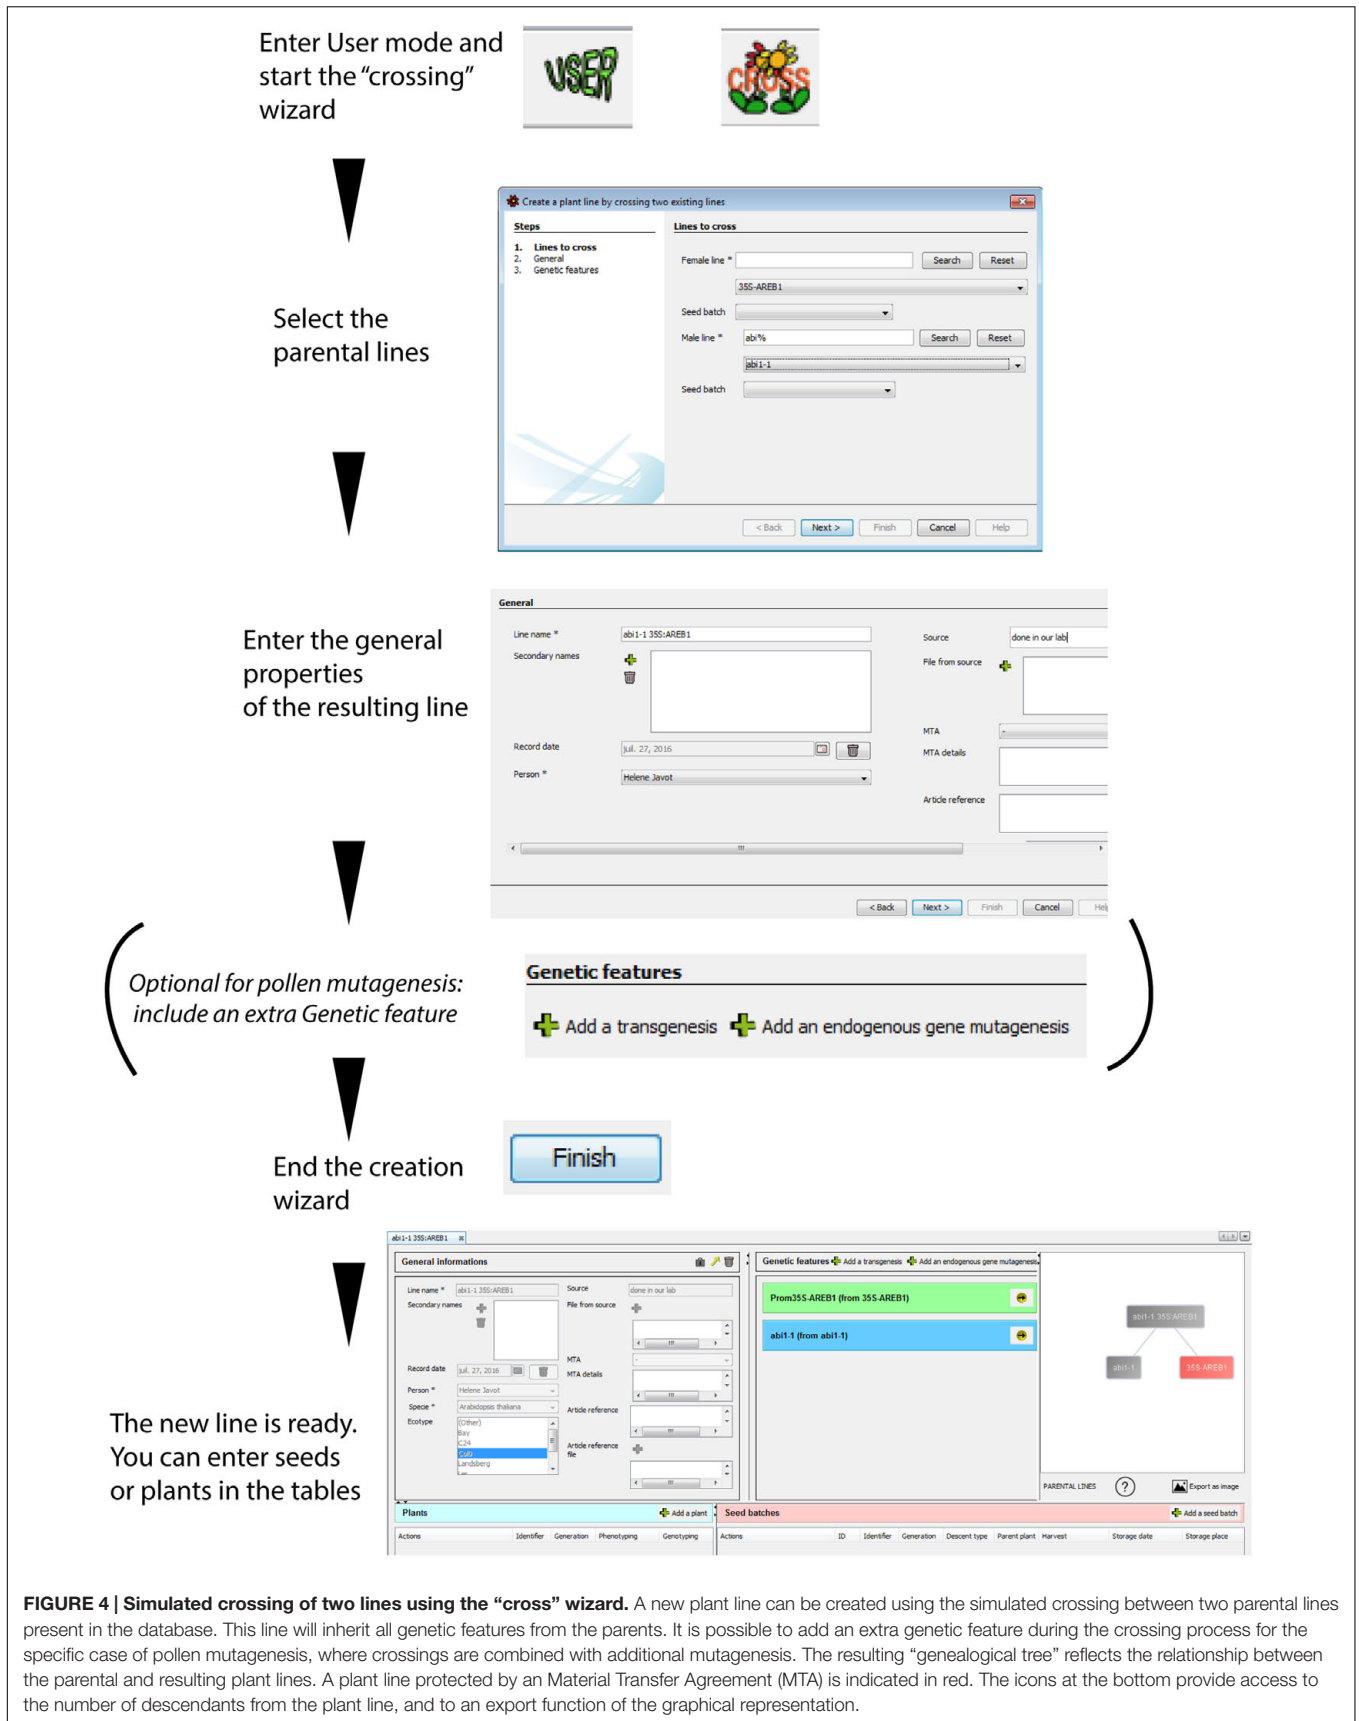 Enter User mode and
start the "crossing"
wizard
USER
CROSS
Create a plant line by crossing two existing lines
Steps
1. Lines to cross
2. General
3. Genetic features
Lines to cross
Female line *
Search
Reset
35S-AREB1
Seed batch
Male line *
abi%
Search
Reset
abi1-1
Seed batch
< Back
Next >
Finish
Cancel
Help
Select the
parental lines
General
Line name *
abi1-1 35S:AREB1
Secondary names
Record date
juil. 27, 2016
Person *
Helene Javot
Source
done in our lab
File from source
MTA
-
MTA details
Article reference
< Back
Next >
Finish
Cancel
Hel
Enter the general
properties
of the resulting line
Optional for pollen mutagenesis:
include an extra Genetic feature
Genetic features
Add a transgenesis
Add an endogenous gene mutagenesis
End the creation
wizard
Finish
abi1-1 35S:AREB1
General informations
Line name *
abi1-1 35S:AREB1
Secondary names
Record date
juil. 27, 2016
Person *
Helene Javot
Specie *
Arabidopsis thaliana
Ecotype
(Other)
Bay
C24
Col0
Landsberg
Source
done in our lab
File from source
MTA
-
MTA details
Article reference
Article reference
file
Genetic features
Add a transgenesis
Add an endogenous gene mutagenesis
Prom35S-AREB1 (from 35S-AREB1)
abi1-1 (from abi1-1)
abi1-1 35S:AREB1
abi1-1
35S-AREB1
PARENTAL LINES
?
Export as image
The new line is ready.
You can enter seeds
or plants in the tables
Plants
Add a plant
Seed batches
Add a seed batch
Actions Identifier Generation Phenotyping Genotyping
Actions ID Identifier Generation Descent type Parent plant Harvest Storage date Storage place
FIGURE 4 | Simulated crossing of two lines using the “cross” wizard. A new plant line can be created using the simulated crossing between two parental lines
present in the database. This line will inherit all genetic features from the parents. It is possible to add an extra genetic feature during the crossing process for the
specific case of pollen mutagenesis, where crossings are combined with additional mutagenesis. The resulting “genealogical tree” reflects the relationship between
the parental and resulting plant lines. A plant line protected by an Material Transfer Agreement (MTA) is indicated in red. The icons at the bottom provide access to
the number of descendants from the plant line, and to an export function of the graphical representation.